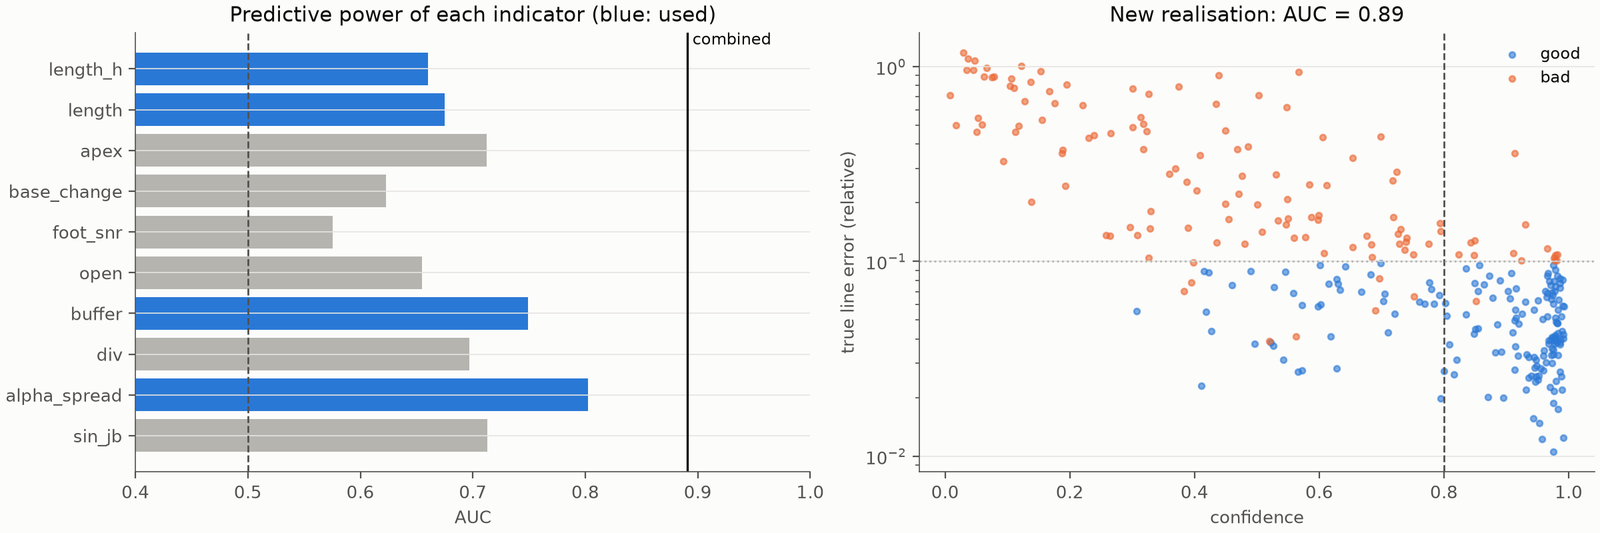 Predictive power of each indicator (blue: used)
combined
length_h
length
apex
base_change
foot_snr
open
buffer
div
alpha_spread
sin_jb
0.4 0.5 0.6 0.7 0.8 0.9 1.0
AUC
New realisation: AUC = 0.89
good
bad
10⁰
10⁻¹
10⁻²
true line error (relative)
0.0 0.2 0.4 0.6 0.8 1.0
confidence